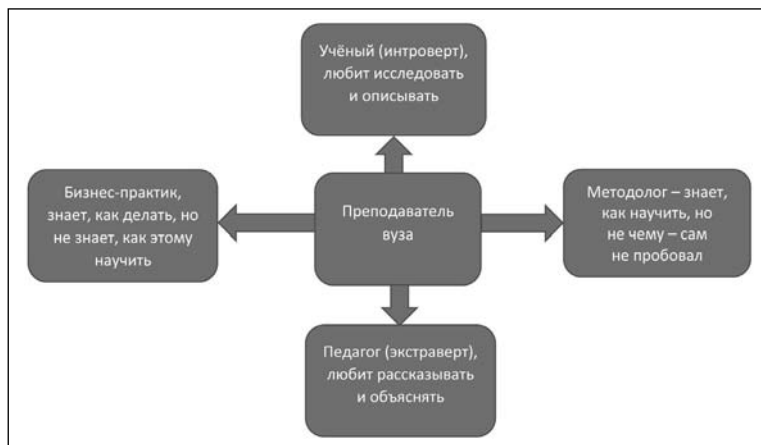 Учёный (интроверт),
любит исследовать
и описывать
Бизнес-практик,
знает, как делать, но
не знает, как этому
научить
Преподаватель
вуза
Методолог – знает,
как научить, но
не чему – сам
не пробовал
Педагог (экстраверт),
любит рассказывать
и объяснять